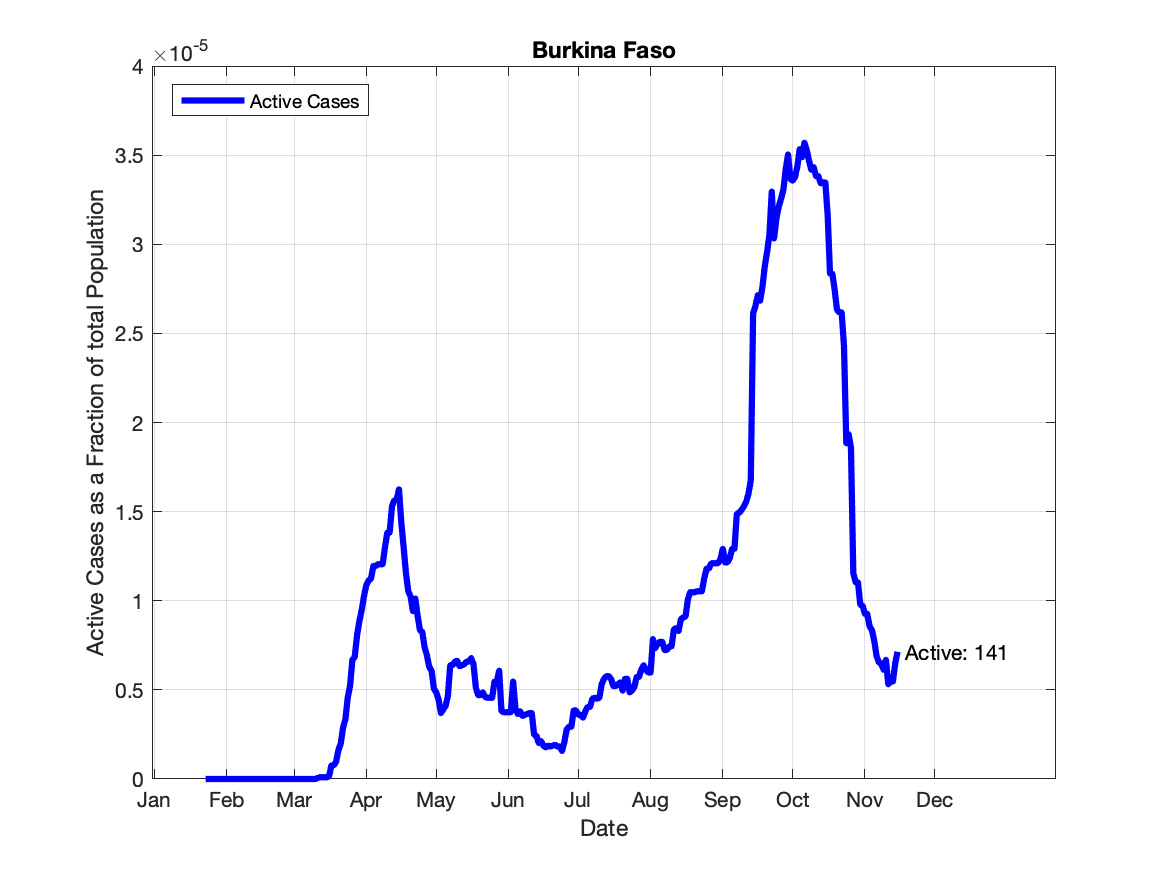 Burkina Faso
×10⁻⁵
4
3.5
3
2.5
2
1.5
1
0.5
0
Active Cases as a Fraction of total Population
Active Cases
Active: 141
Jan Feb Mar Apr May Jun Jul Aug Sep Oct Nov Dec
Date